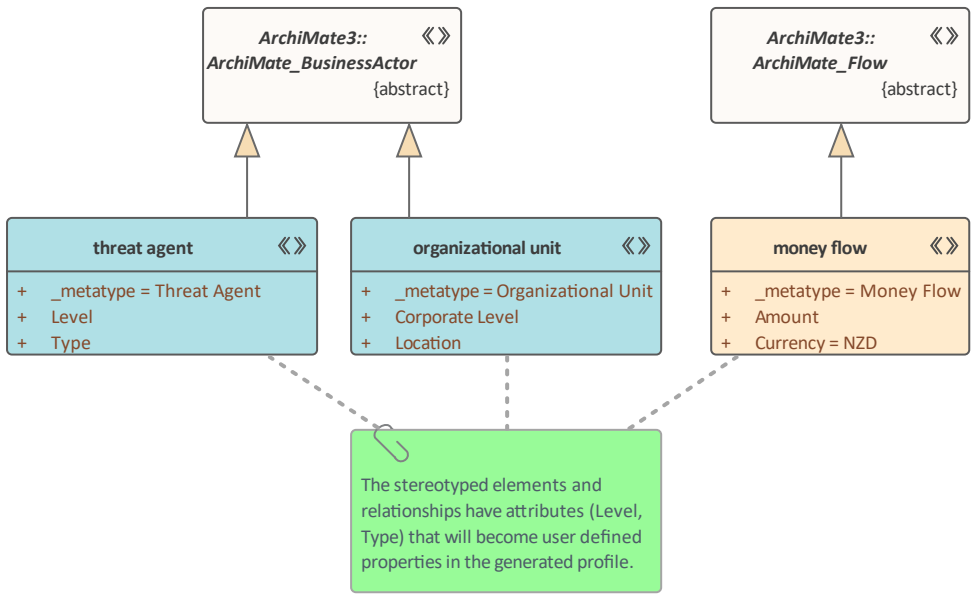 ArchiMate3::
ArchiMate_BusinessActor
{abstract}
ArchiMate3::
ArchiMate_Flow
{abstract}
threat agent
+ _metatype = Threat Agent
+ Level
+ Type
organizational unit
+ _metatype = Organizational Unit
+ Corporate Level
+ Location
money flow
+ _metatype = Money Flow
+ Amount
+ Currency = NZD
The stereotyped elements and
relationships have attributes (Level,
Type) that will become user defined
properties in the generated profile.